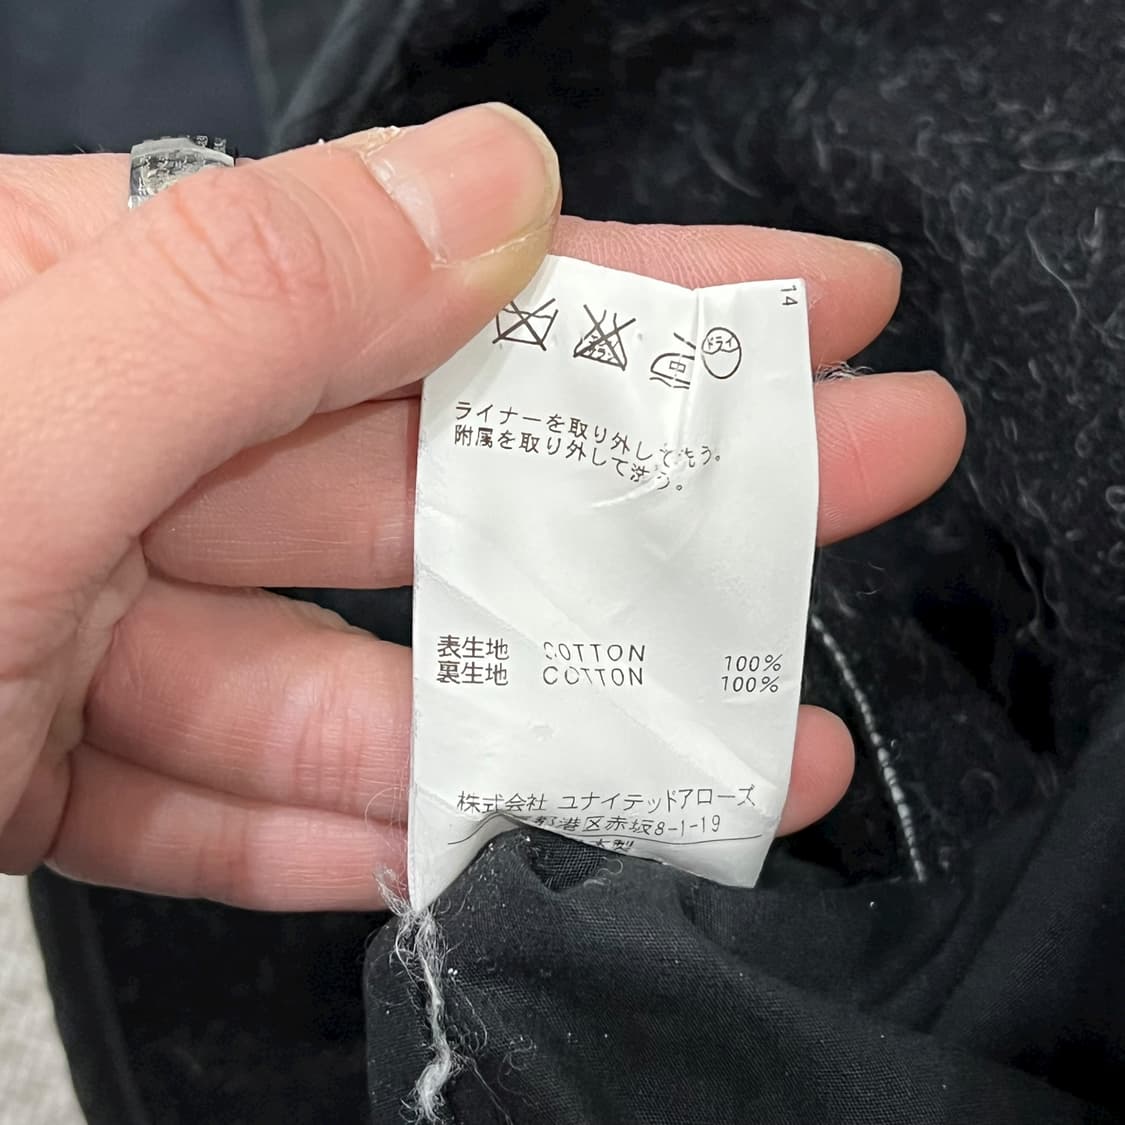 14
ドライ
ライナーを取り外して洗う。
附属を取り外して洗う。
表生地 COTTON 100%
裏生地 COTTON 100%
株式会社 ユナイテッドアローズ
都港区赤坂8-1-19
本製